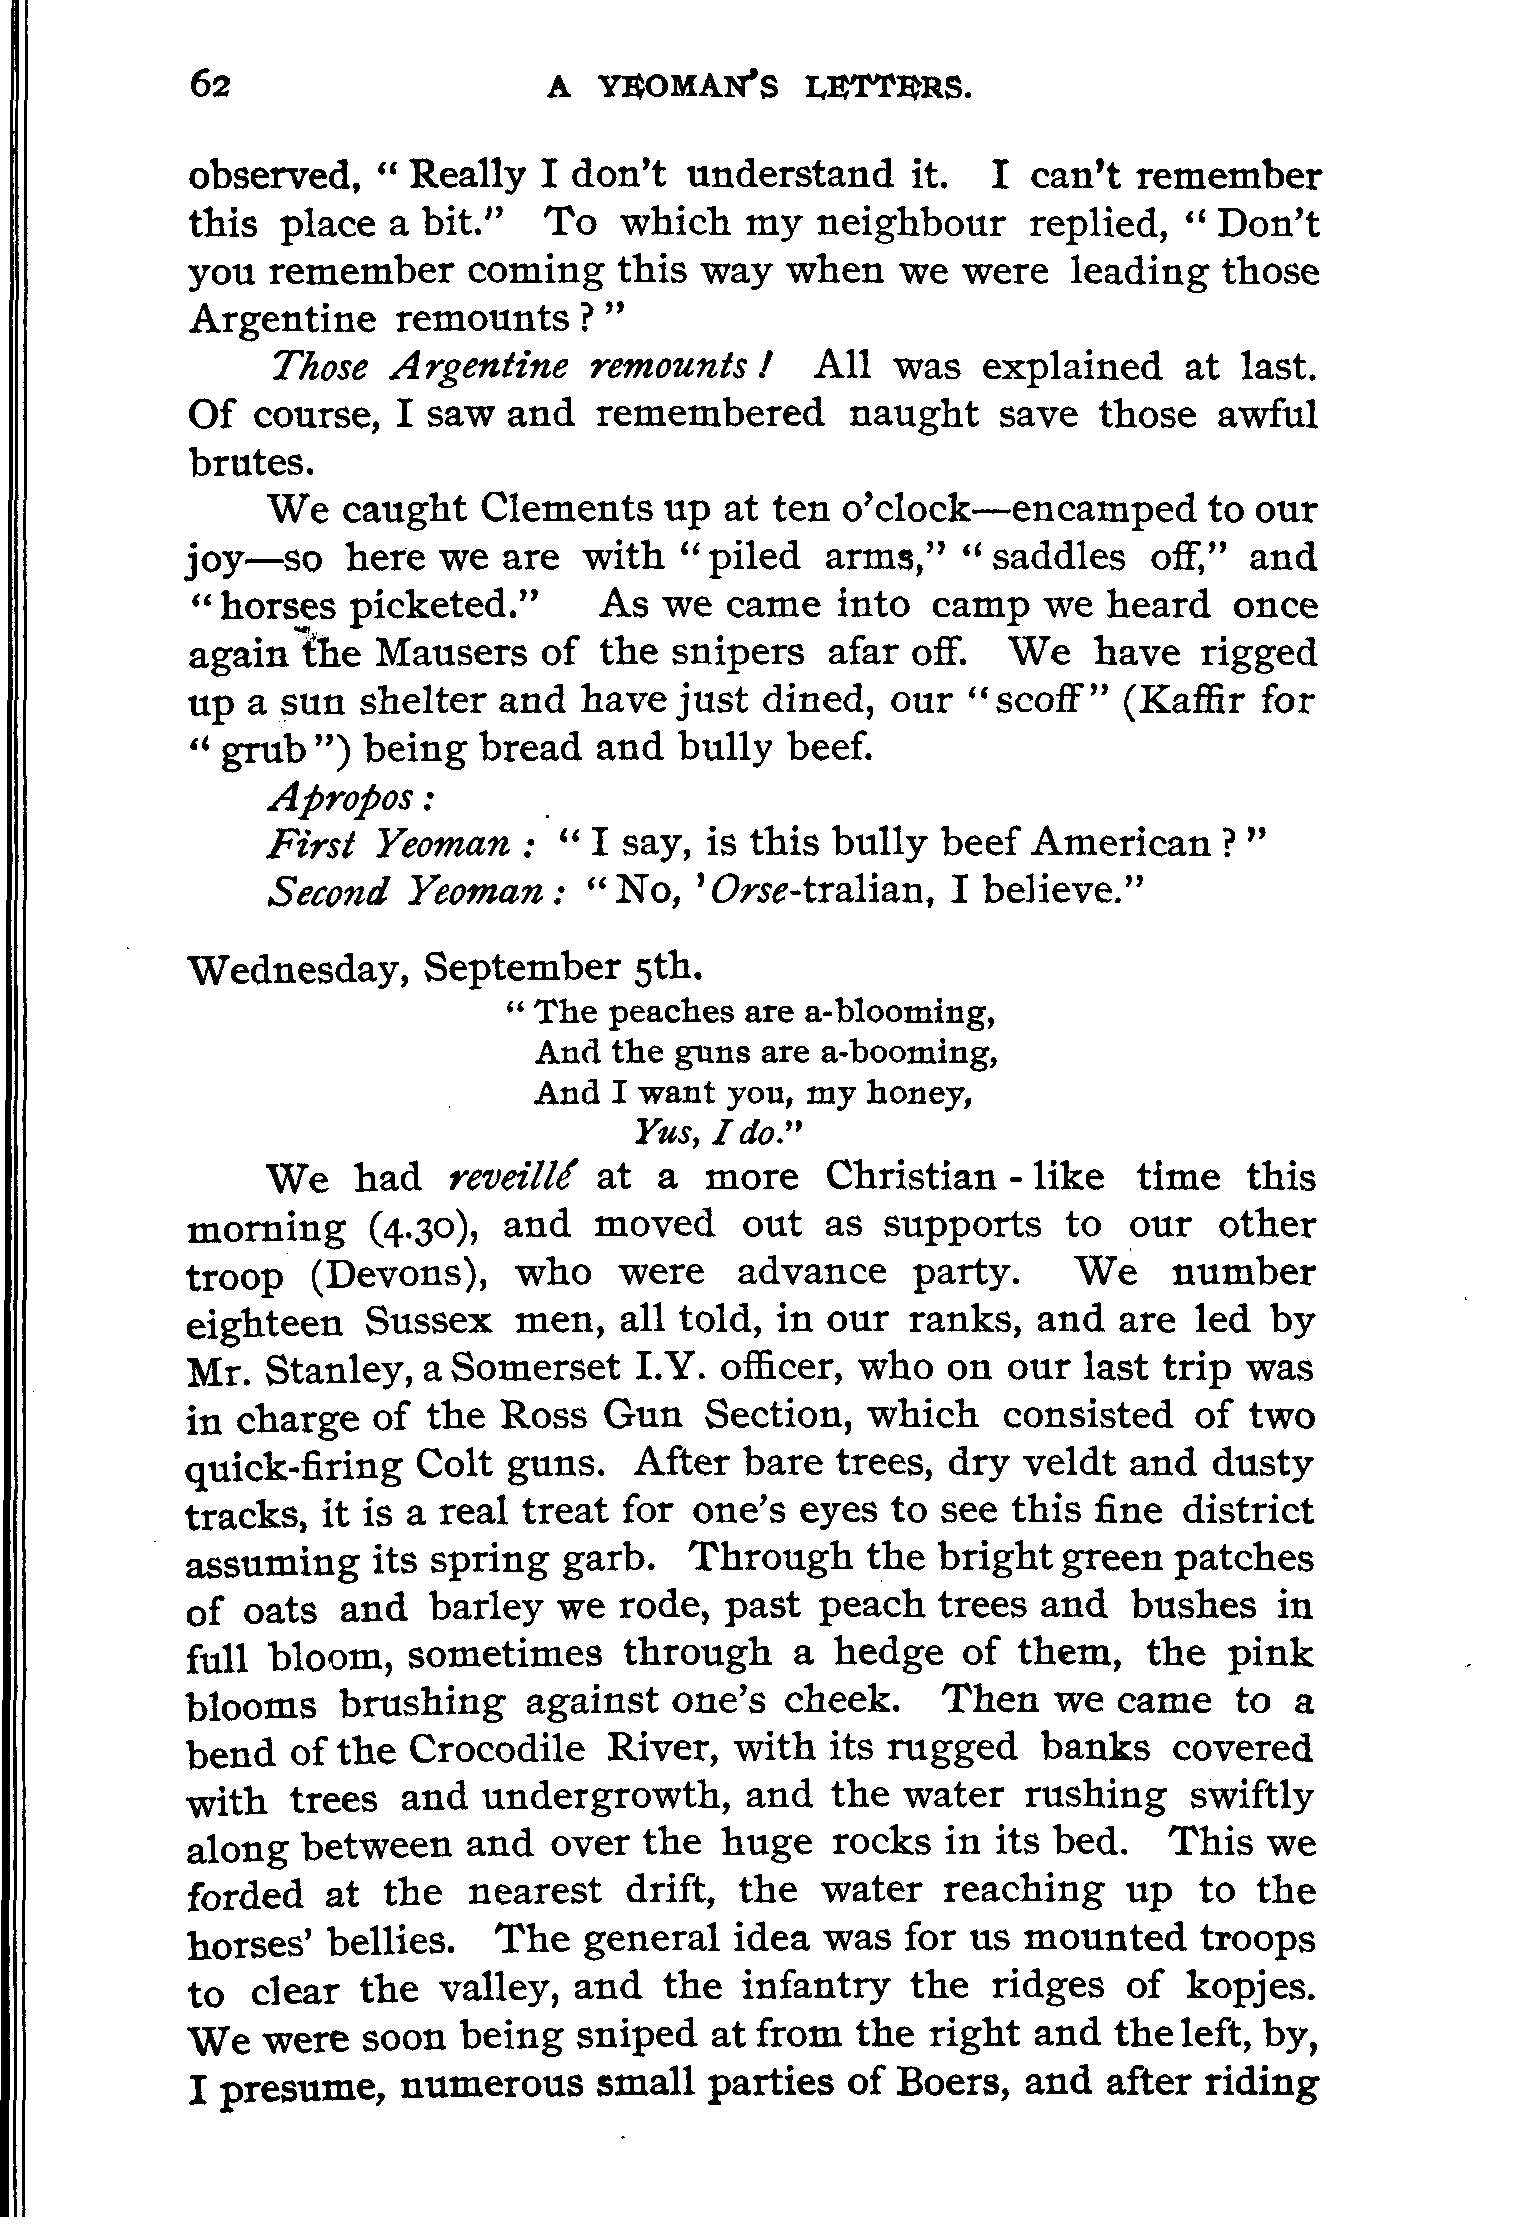 62 A YEOMAN'S LETTERS.
observed, “ Really I don't understand it. I can't remember
this place a bit.” To which my neighbour replied, “ Don't
you remember coming this way when we were leading those
Argentine remounts ? ”
Those Argentine remounts ! All was explained at last.
Of course, I saw and remembered naught save those awful
brutes.
We caught Clements up at ten o'clock—encamped to our
joy—so here we are with “piled arms,” “ saddles off,” and
“ horses picketed.” As we came into camp we heard once
again the Mausers of the snipers afar off. We have rigged
up a sun shelter and have just dined, our “ scoff” (Kaffir for
“ grub ”) being bread and bully beef.
Apropos :
First Yeoman : “ I say, is this bully beef American ? ”
Second Yeoman : “ No, 'Orse-tralian, I believe.”
Wednesday, September 5th.
“ The peaches are a-blooming,
And the guns are a-booming,
And I want you, my honey,
Yus, I do.”
We had reveillé at a more Christian - like time this
morning (4.30), and moved out as supports to our other
troop (Devons), who were advance party. We number
eighteen Sussex men, all told, in our ranks, and are led by
Mr. Stanley, a Somerset I.Y. officer, who on our last trip was
in charge of the Ross Gun Section, which consisted of two
quick-firing Colt guns. After bare trees, dry veldt and dusty
tracks, it is a real treat for one's eyes to see this fine district
assuming its spring garb. Through the bright green patches
of oats and barley we rode, past peach trees and bushes in
full bloom, sometimes through a hedge of them, the pink
blooms brushing against one's cheek. Then we came to a
bend of the Crocodile River, with its rugged banks covered
with trees and undergrowth, and the water rushing swiftly
along between and over the huge rocks in its bed. This we
forded at the nearest drift, the water reaching up to the
horses' bellies. The general idea was for us mounted troops
to clear the valley, and the infantry the ridges of kopjes.
We were soon being sniped at from the right and the left, by,
I presume, numerous small parties of Boers, and after riding